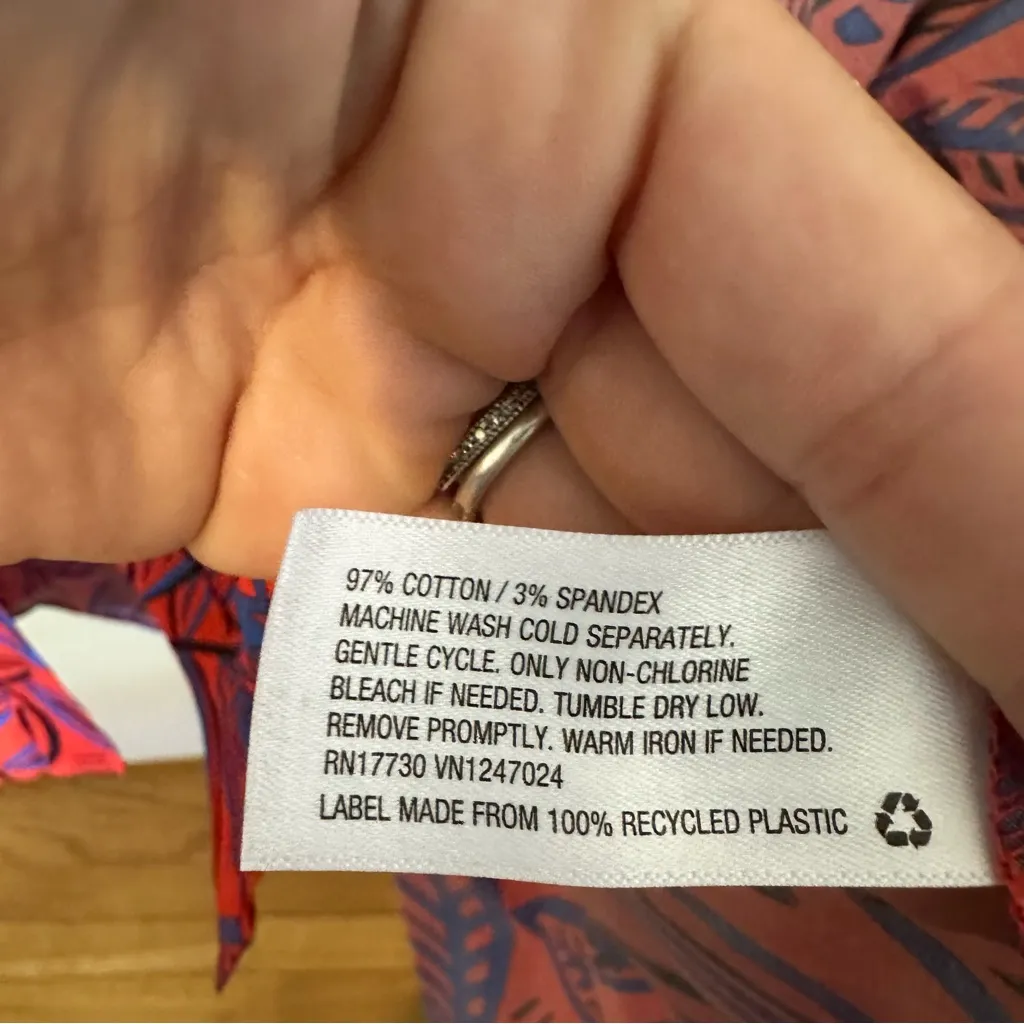 97% COTTON / 3% SPANDEX
MACHINE WASH COLD SEPARATELY.
GENTLE CYCLE. ONLY NON-CHLORINE
BLEACH IF NEEDED. TUMBLE DRY LOW.
REMOVE PROMPTLY. WARM IRON IF NEEDED.
RN17730 VN1247024
LABEL MADE FROM 100% RECYCLED PLASTIC